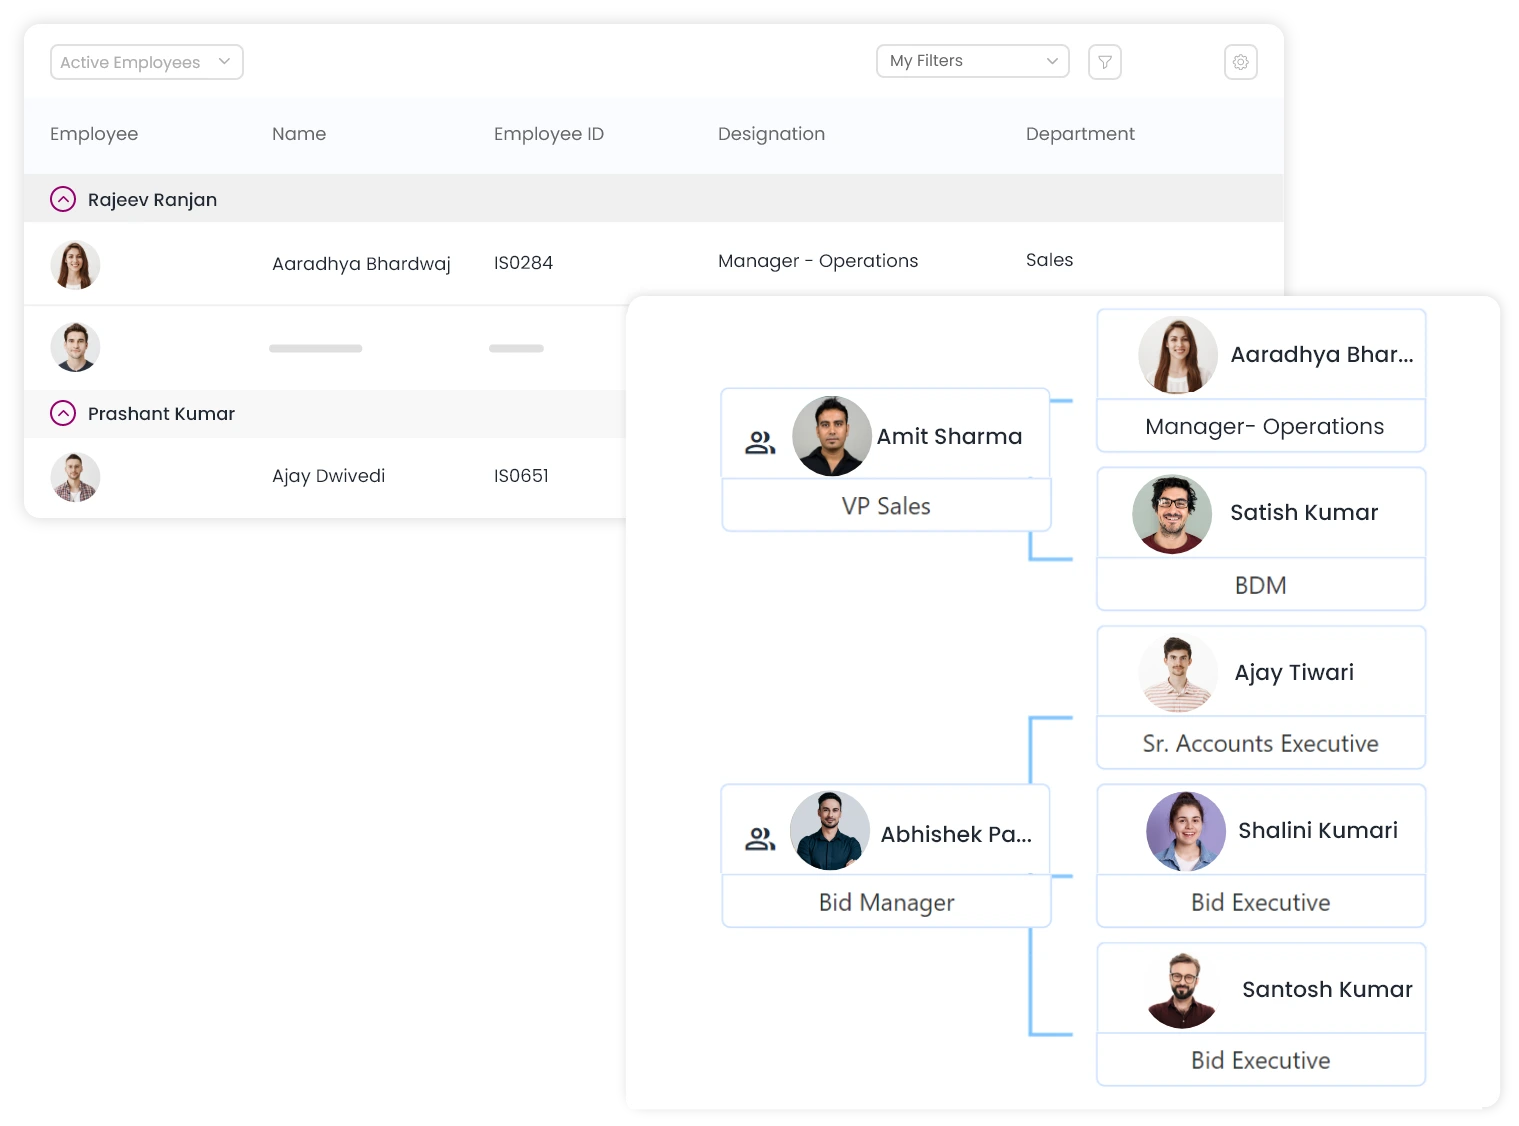 Active Employees
My Filters
Employee Name Employee ID Designation Department
Rajeev Ranjan
Aaradhya Bhardwaj IS0284 Manager - Operations Sales
Prashant Kumar
Ajay Dwivedi IS0651
Amit Sharma
VP Sales
Aaradhya Bhar...
Manager- Operations
Satish Kumar
BDM
Abhishek Pa...
Bid Manager
Ajay Tiwari
Sr. Accounts Executive
Shalini Kumari
Bid Executive
Santosh Kumar
Bid Executive